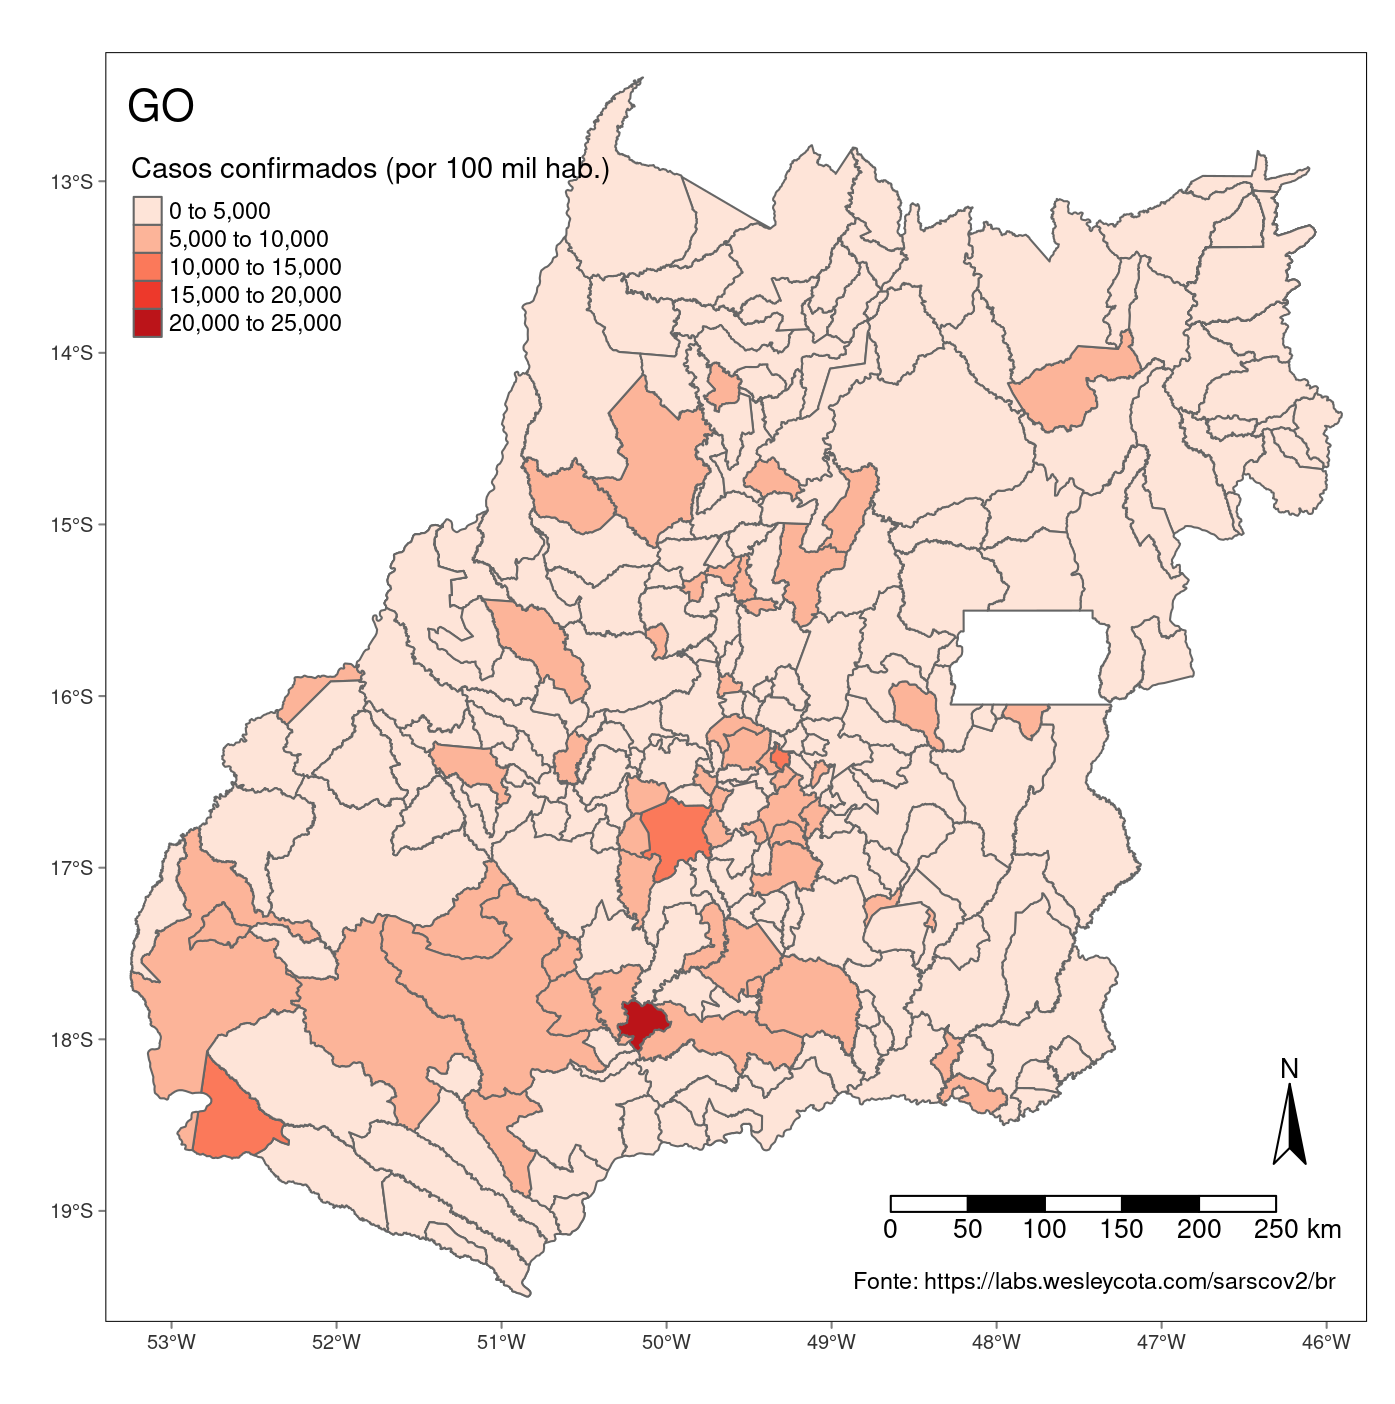 GO
Casos confirmados (por 100 mil hab.)
0 to 5,000
5,000 to 10,000
10,000 to 15,000
15,000 to 20,000
20,000 to 25,000
13°S
14°S
15°S
16°S
17°S
18°S
19°S
N
0 50 100 150 200 250 km
Fonte: https://labs.wesleycota.com/sarscov2/br
53°W 52°W 51°W 50°W 49°W 48°W 47°W 46°W